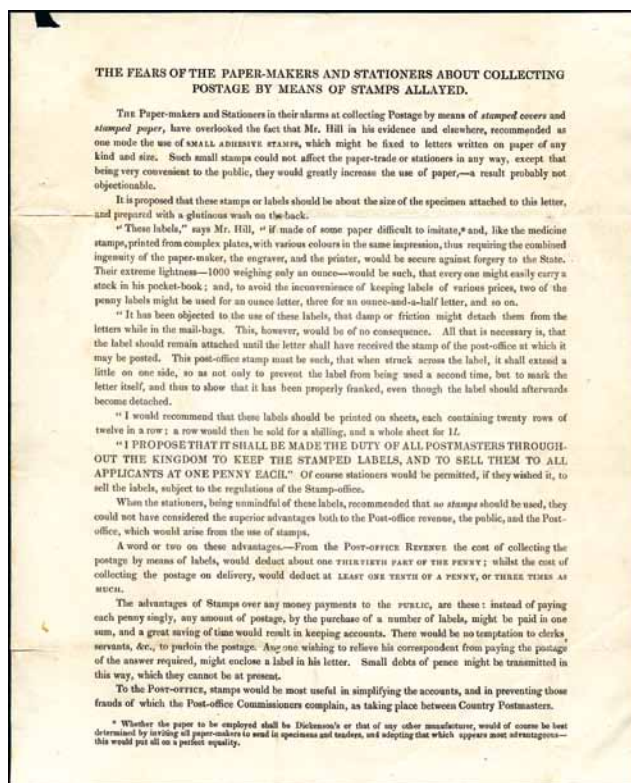 THE FEARS OF THE PAPER-MAKERS AND STATIONERS ABOUT COLLECTING
POSTAGE BY MEANS OF STAMPS ALLAYED.
THE Paper-makers and Stationers in their alarms at collecting Postage by means of stamped covers and
stamped paper, have overlooked the fact that Mr. Hill in his evidence and elsewhere, recommended as
one mode the use of SMALL ADHESIVE STAMPS, which might be fixed to letters written on paper of any
kind and size. Such small stamps could not affect the paper-trade or stationers in any way, except that
being very convenient to the public, they would greatly increase the use of paper,—a result probably not
objectionable.
It is proposed that these stamps or labels should be about the size of the specimen attached to this letter,
and prepared with a glutinous wash on the back.
"These labels," says Mr. Hill, "if made of some paper difficult to imitate,* and, like the medicine
stamps, printed from complex plates, with various colours in the same impression, thus requiring the combined
ingenuity of the paper-maker, the engraver, and the printer, would be secure against forgery to the State.
Their extreme lightness—1000 weighing only an ounce—would be such, that every one might easily carry a
stock in his pocket-book; and, to avoid the inconvenience of keeping labels of various prices, two of the
penny labels might be used for an ounce letter, three for an ounce-and-a-half letter, and so on.
"It has been objected to the use of these labels, that damp or friction might detach them from the
letters while in the mail-bags. This, however, would be of no consequence. All that is necessary is, that
the label should remain attached until the letter shall have received the stamp of the post-office at which it
may be posted. This post-office stamp must be such, that when struck across the label, it shall extend a
little on one side, so as not only to prevent the label from being used a second time, but to mark the
letter itself, and thus to show that it has been properly franked, even though the label should afterwards
become detached.
"I would recommend that these labels should be printed on sheets, each containing twenty rows of
twelve in a row; a row would then be sold for a shilling, and a whole sheet for 1l.
"I PROPOSE THAT IT SHALL BE MADE THE DUTY OF ALL POSTMASTERS THROUGH-
OUT THE KINGDOM TO KEEP THE STAMPED LABELS, AND TO SELL THEM TO ALL
APPLICANTS AT ONE PENNY EACH." Of course stationers would be permitted, if they wished it, to
sell the labels, subject to the regulations of the Stamp-office.
When the stationers, being unmindful of these labels, recommended that no stamps should be used, they
could not have considered the superior advantages both to the Post-office revenue, the public, and the Post-
office, which would arise from the use of stamps.
A word or two on these advantages.—From the POST-OFFICE REVENUE the cost of collecting the
postage by means of labels, would deduct about one THIRTIETH PART OF THE PENNY; whilst the cost of
collecting the postage on delivery, would deduct at LEAST ONE TENTH OF A PENNY, OR THREE TIMES AS
MUCH.
The advantages of Stamps over any money payments to the PUBLIC, are these: instead of paying
each penny singly, any amount of postage, by the purchase of a number of labels, might be paid in one
sum, and a great saving of time would result in keeping accounts. There would be no temptation to clerks,
servants, &c., to purloin the postage. Any one wishing to relieve his correspondent from paying the postage
of the answer required, might enclose a label in his letter. Small debts of pence might be transmitted in
this way, which they cannot be at present.
To the POST-OFFICE, stamps would be most useful in simplifying the accounts, and in preventing those
frauds of which the Post-office Commissioners complain, as taking place between Country Postmasters.
* Whether the paper to be employed shall be Dickenson's or that of any other manufacturer, would of course be best
determined by inviting all paper-makers to send in specimens and tenders, and adopting that which appears most advantageous—
this would put all on a perfect equality.